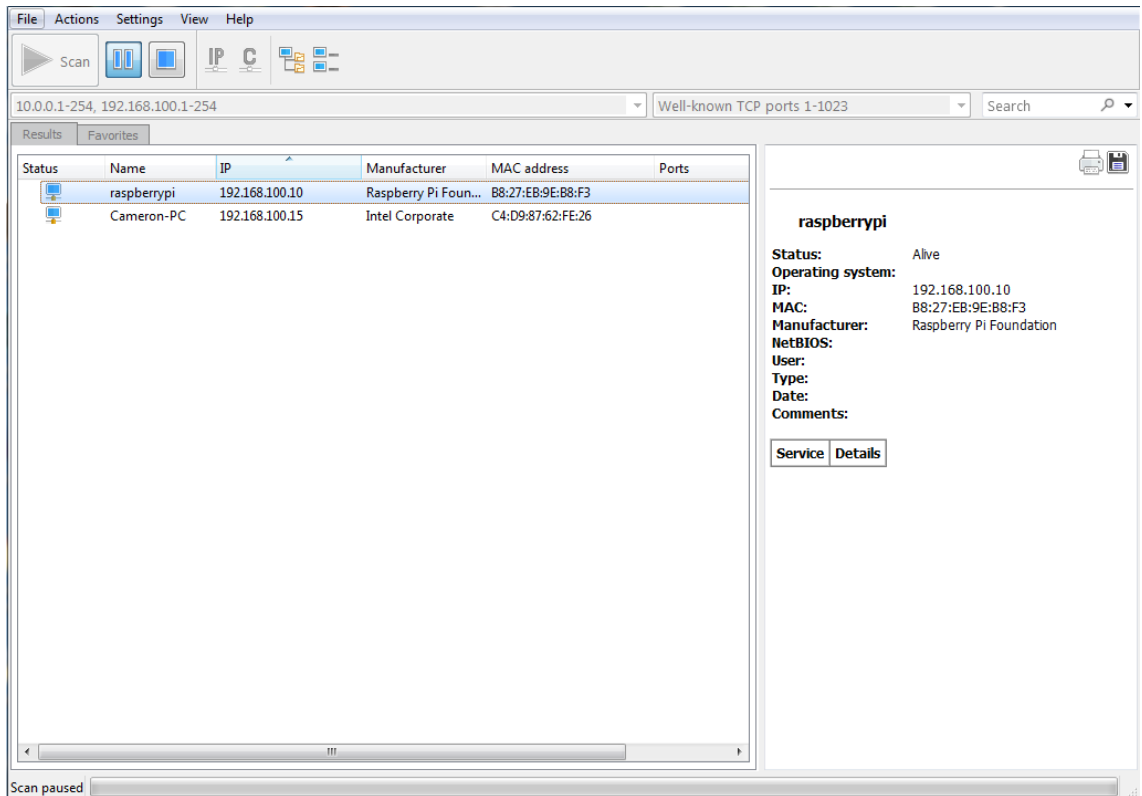 File Actions Settings View Help
Scan IP C
10.0.0.1-254, 192.168.100.1-254 Well-known TCP ports 1-1023 Search
Results Favorites
Status Name IP Manufacturer MAC address Ports
raspberrypi 192.168.100.10 Raspberry Pi Foun... B8:27:EB:9E:B8:F3
Cameron-PC 192.168.100.15 Intel Corporate C4:D9:87:62:FE:26
raspberrypi
Status: Alive
Operating system:
IP: 192.168.100.10
MAC: B8:27:EB:9E:B8:F3
Manufacturer: Raspberry Pi Foundation
NetBIOS:
User:
Type:
Date:
Comments:
Service Details
Scan paused